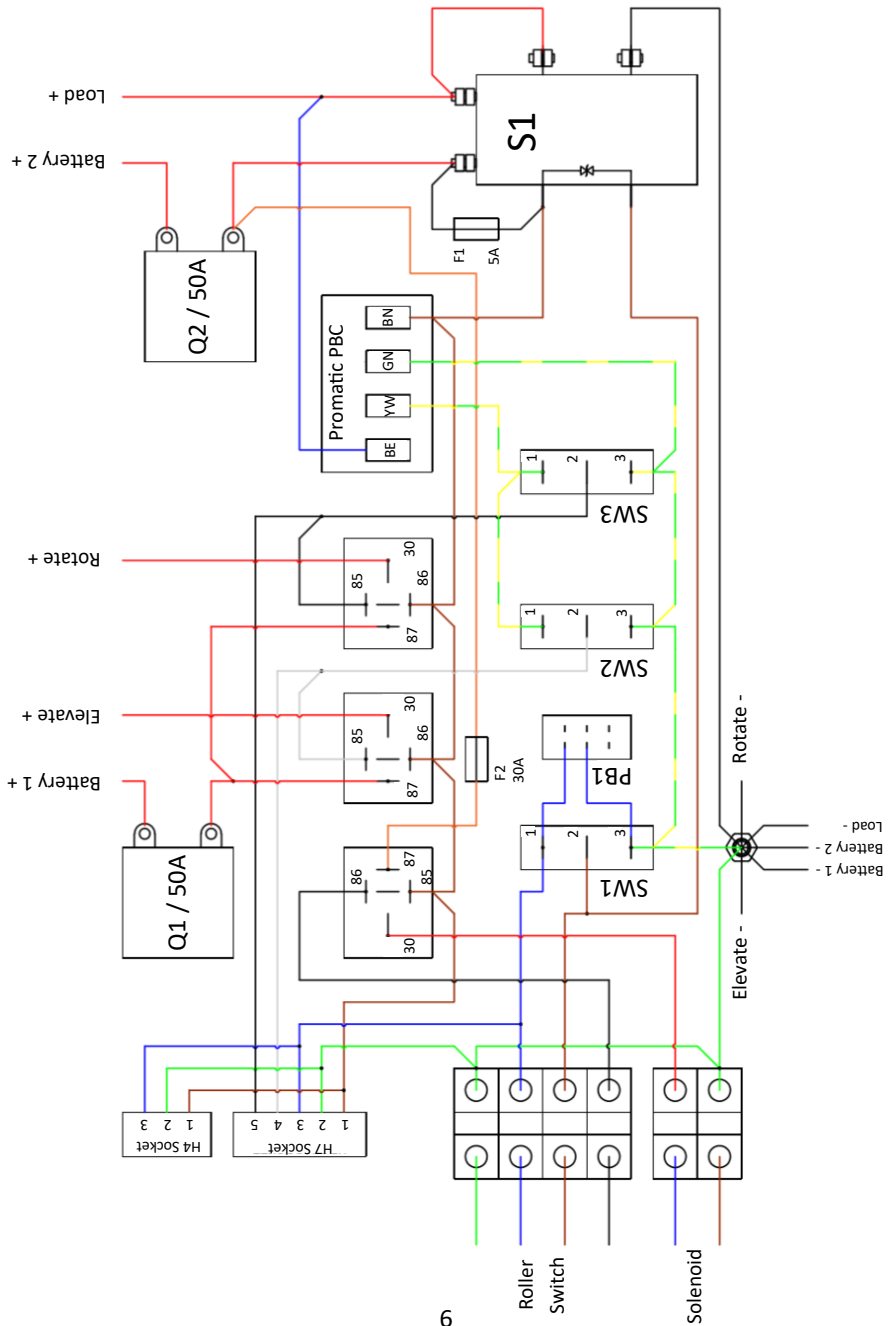 Load +
Battery 2 +
Rotate +
Elevate+
Battery 1 +
Q2 / 50A
Q1 / 50A
S1
F1
5A
Promatic PBC
BN
GN
YW
BE
30
85
86
87
30
85
86
87
86
87
85
30
F2
30A
1
2
3
SW3
1
2
3
SW2
PB1
1
2
3
SW1
Rotate -
Elevate -
Load -
Battery 2 -
Battery 1 -
3
2
1
H4 Socket
5
4
3
2
1
H7 Socket
Roller
Switch
Solenoid
6